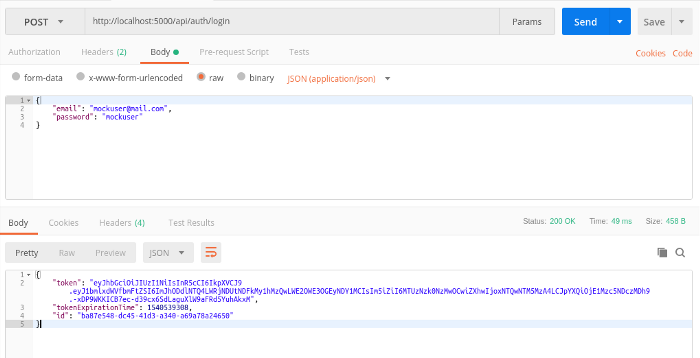 POST http://localhost:5000/api/auth/login Params Send Save
Authorization Headers (2) Body Pre-request Script Tests Cookies Code
form-data x-www-form-urlencoded raw binary JSON (application/json)
1 {
2 "email": "mockuser@mail.com",
3 "password": "mockuser"
4 }
Body Cookies Headers (4) Test Results Status: 200 OK Time: 49 ms Size: 458 B
Pretty Raw Preview JSON
1 {
2 "token": "eyJhbGciOiJIUzI1NiIsInR5cCI6IkpXVCJ9
3 "tokenExpirationTime": 1540539308,
4 "id": "ba87e548-dc45-41d3-a340-a69a78a24650"
5 }